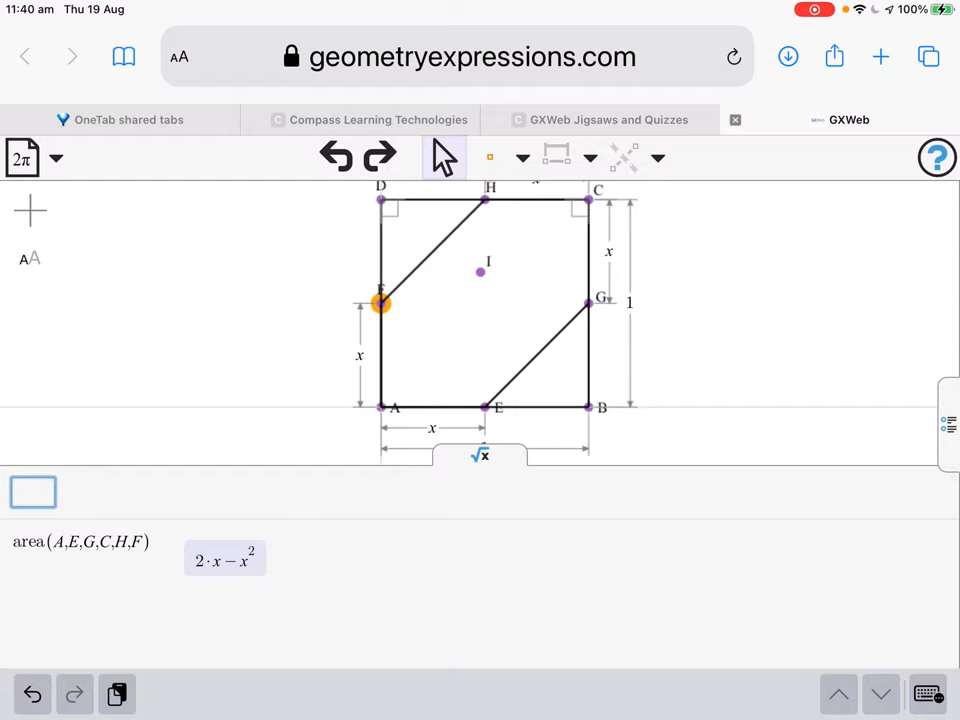 11:40 am Thu 19 Aug
100%
AA
geometryexpressions.com
OneTab shared tabs
C Compass Learning Technologies
C GXWeb Jigsaws and Quizzes
GXWeb
2π
?
AA
D
H
C
I
x
F
G
1
x
A
E
B
x
√x
area(A,E,G,C,H,F)
2·x−x²